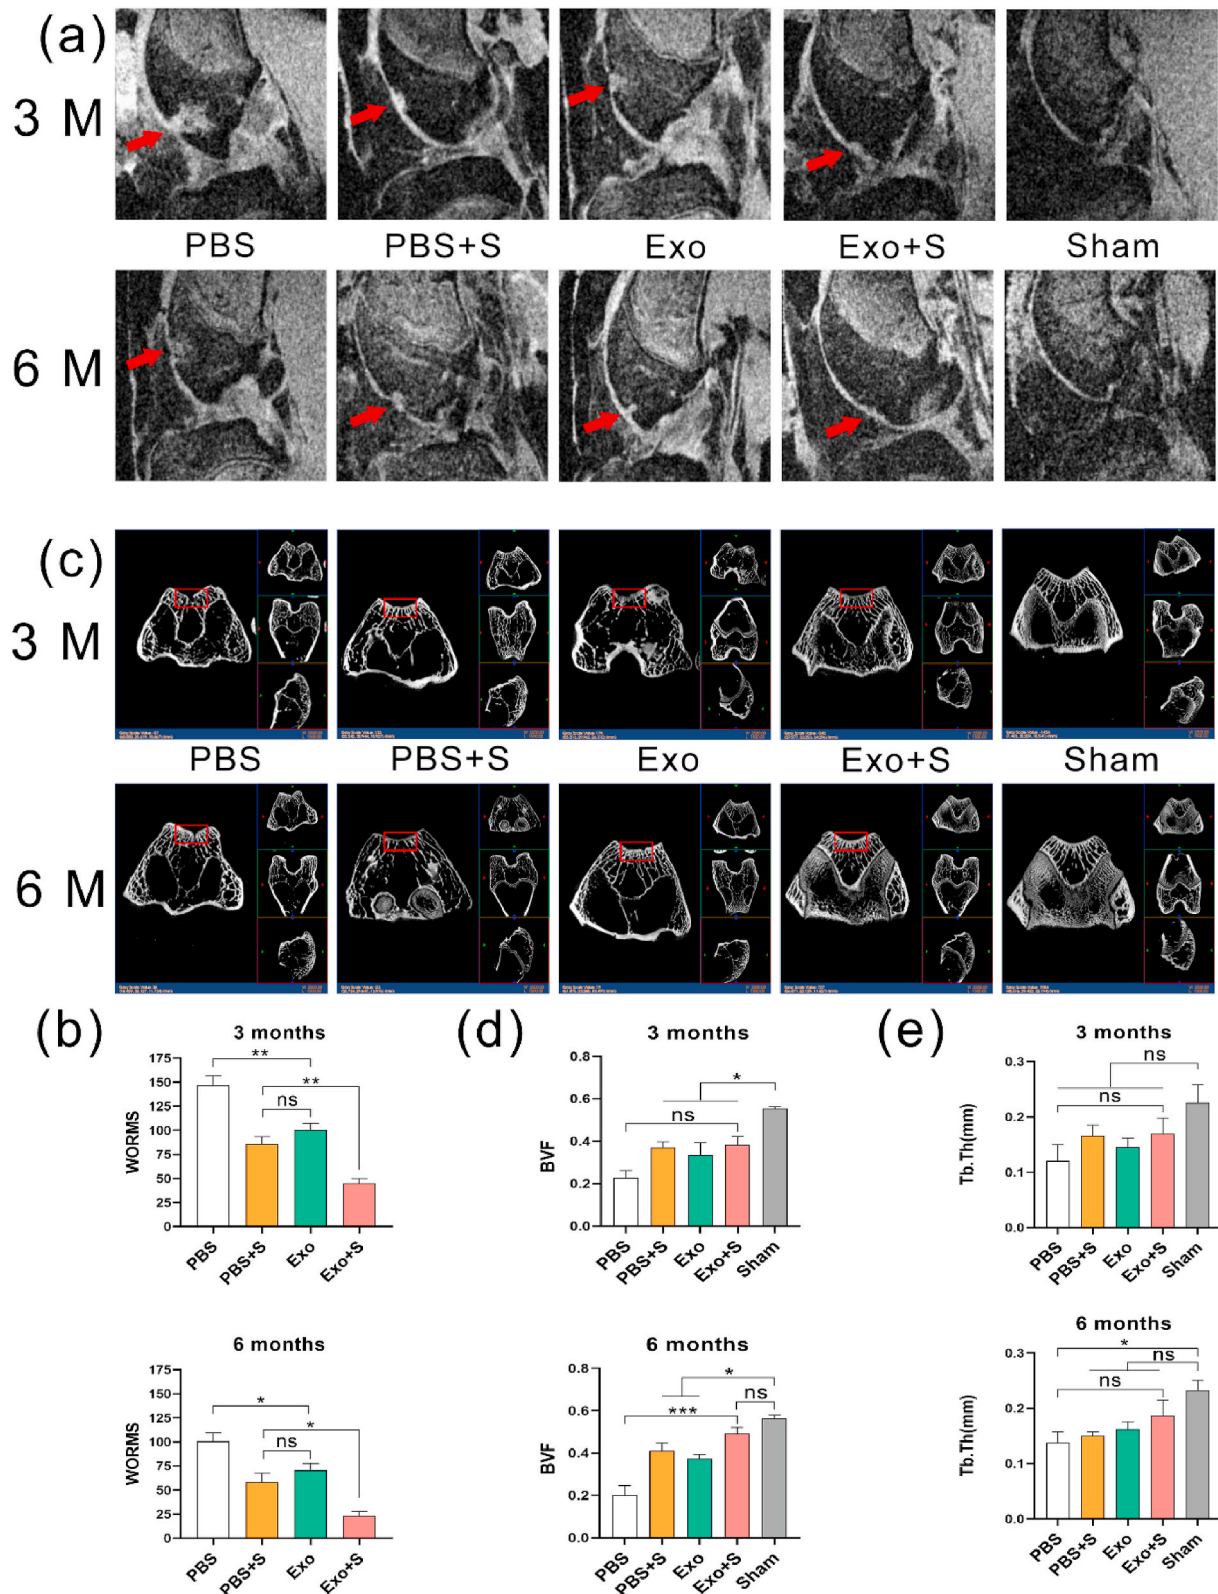 (a)
3 M
PBS PBS+S Exo Exo+S Sham
6 M
(c)
3 M
PBS PBS+S Exo Exo+S Sham
6 M
(b)
3 months
WORMS
175
150
125
100
75
50
25
0
**
**
ns
PBS PBS+S Exo Exo+S
6 months
WORMS
175
150
125
100
75
50
25
0
*
*
ns
PBS PBS+S Exo Exo+S
(d)
3 months
BVF
0.8
0.6
0.4
0.2
0.0
*
ns
PBS PBS+S Exo Exo+S Sham
6 months
BVF
0.8
0.6
0.4
0.2
0.0
*
ns
***
PBS PBS+S Exo Exo+S Sham
(e)
3 months
Tb.Th(mm)
0.3
0.2
0.1
0.0
ns
ns
PBS PBS+S Exo Exo+S Sham
6 months
Tb.Th(mm)
0.3
0.2
0.1
0.0
*
ns
ns
PBS PBS+S Exo Exo+S Sham